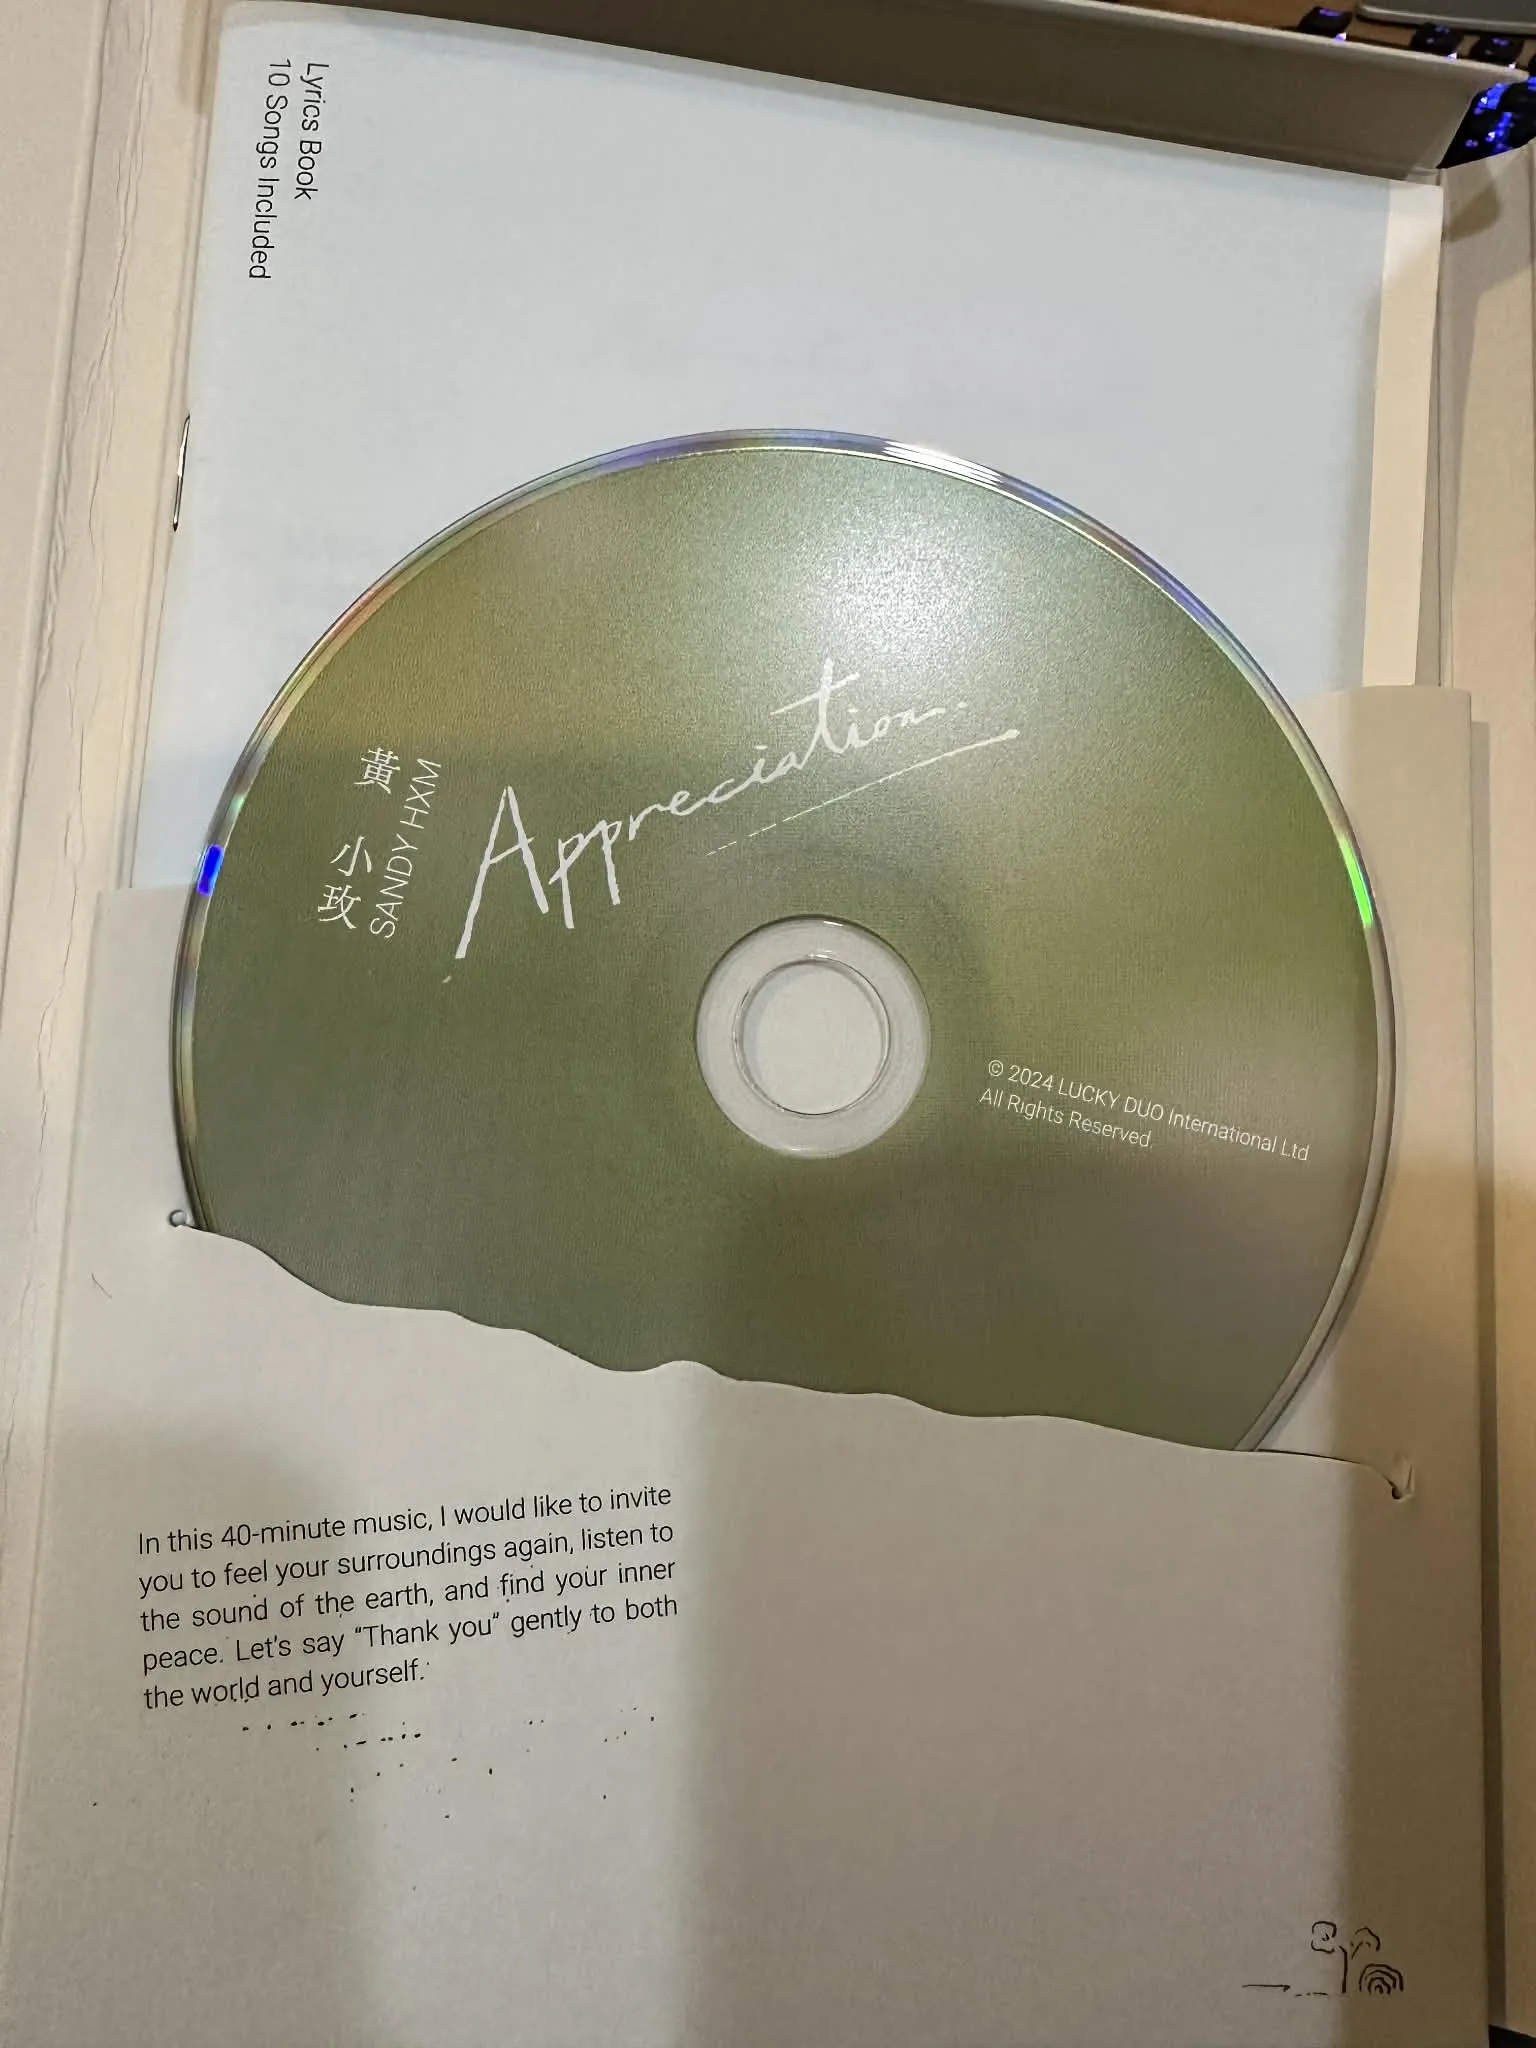 Lyrics Book
10 Songs Included
黃小玫
SANDY HXM
Appreciation.
© 2024 LUCKY DUO International Ltd
All Rights Reserved.
In this 40-minute music, I would like to invite
you to feel your surroundings again, listen to
the sound of the earth, and find your inner
peace. Let's say “Thank you” gently to both
the world and yourself.